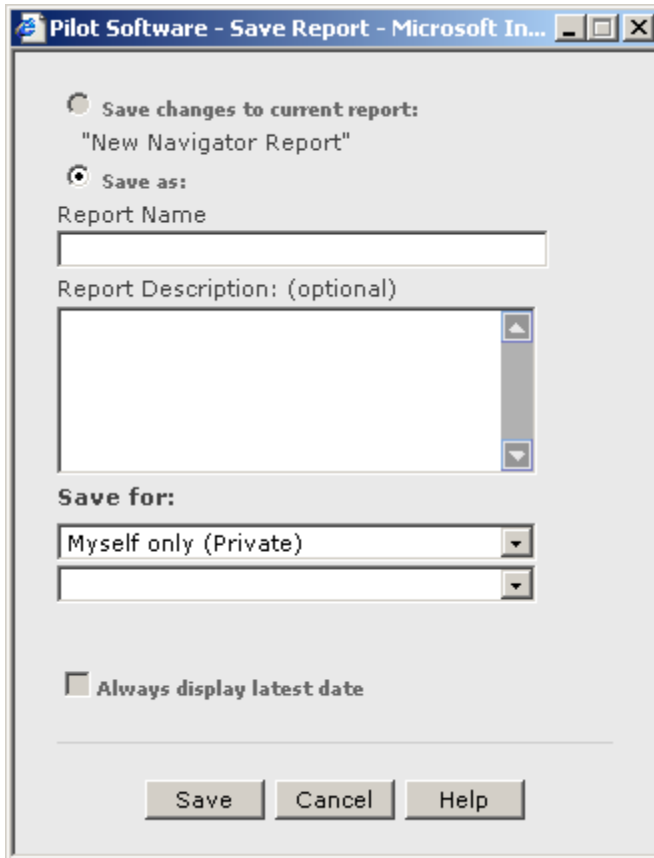 Pilot Software - Save Report - Microsoft In...
Save changes to current report:
"New Navigator Report"
Save as:
Report Name
Report Description: (optional)
Save for:
Myself only (Private)
Always display latest date
Save Cancel Help